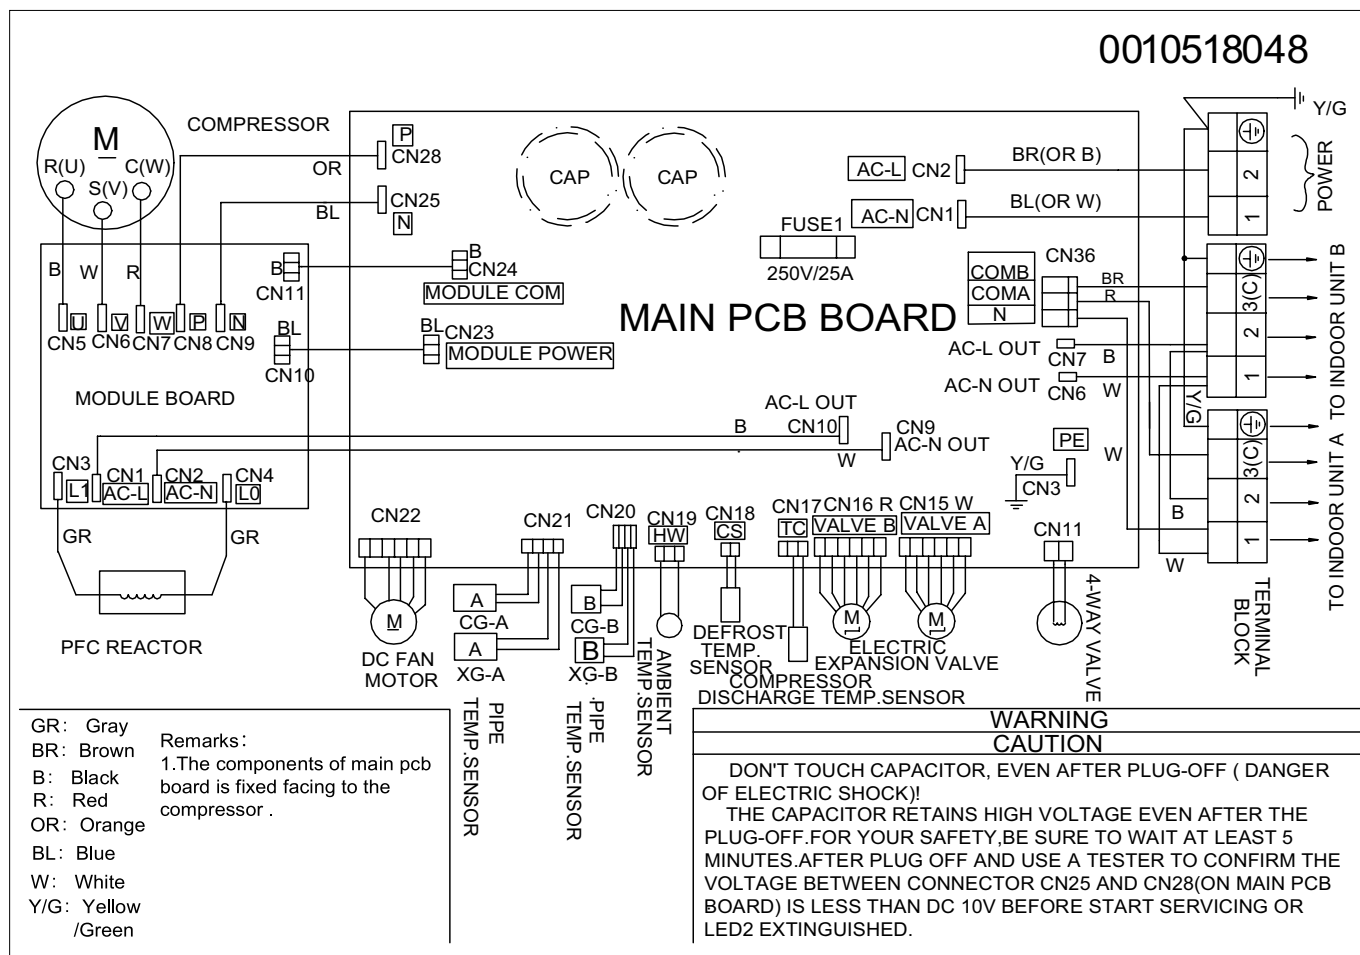 0010518048
COMPRESSOR
M
R(U)
S(V)
C(W)
OR
BL
P
CN28
CN25
N
CAP
CAP
AC-L
CN2
AC-N
CN1
BR(OR B)
BL(OR W)
Y/G
2
1
POWER
FUSE1
250V/25A
B
W
R
B
CN11
B
CN24
MODULE COM
BL
CN10
BL
CN23
MODULE POWER
U
V
W
P
N
CN5
CN6
CN7
CN8
CN9
MODULE BOARD
MAIN PCB BOARD
COMB
COMA
N
CN36
BR
R
AC-L OUT
CN7
B
AC-N OUT
CN6
W
3(C)
2
1
TO INDOOR UNIT B
Y/G
3(C)
2
1
TO INDOOR UNIT A
TERMINAL
BLOCK
AC-L OUT
CN10
B
CN9
AC-N OUT
W
PE
Y/G
CN3
W
B
W
CN3
L1
CN1
AC-L
CN2
AC-N
CN4
L0
GR
GR
PFC REACTOR
CN22
M
DC FAN
MOTOR
CN21
A
CG-A
A
XG-A
PIPE
TEMP.SENSOR
CN20
B
CG-B
B
XG-B
PIPE
TEMP.SENSOR
CN19
HW
AMBIENT
TEMP.SENSOR
CN18
CS
DEFROST
TEMP.
SENSOR
CN17
TC
COMPRESSOR
DISCHARGE TEMP.SENSOR
CN16 R
VALVE B
CN15 W
VALVE A
M
M
ELECTRIC
EXPANSION VALVE
CN11
4-WAY VALVE
GR: Gray
BR: Brown
B: Black
R: Red
OR: Orange
BL: Blue
W: White
Y/G: Yellow
/Green
Remarks:
1.The components of main pcb
board is fixed facing to the
compressor .
WARNING
CAUTION
DON'T TOUCH CAPACITOR, EVEN AFTER PLUG-OFF ( DANGER
OF ELECTRIC SHOCK)!
THE CAPACITOR RETAINS HIGH VOLTAGE EVEN AFTER THE
PLUG-OFF.FOR YOUR SAFETY,BE SURE TO WAIT AT LEAST 5
MINUTES.AFTER PLUG OFF AND USE A TESTER TO CONFIRM THE
VOLTAGE BETWEEN CONNECTOR CN25 AND CN28(ON MAIN PCB
BOARD) IS LESS THAN DC 10V BEFORE START SERVICING OR
LED2 EXTINGUISHED.